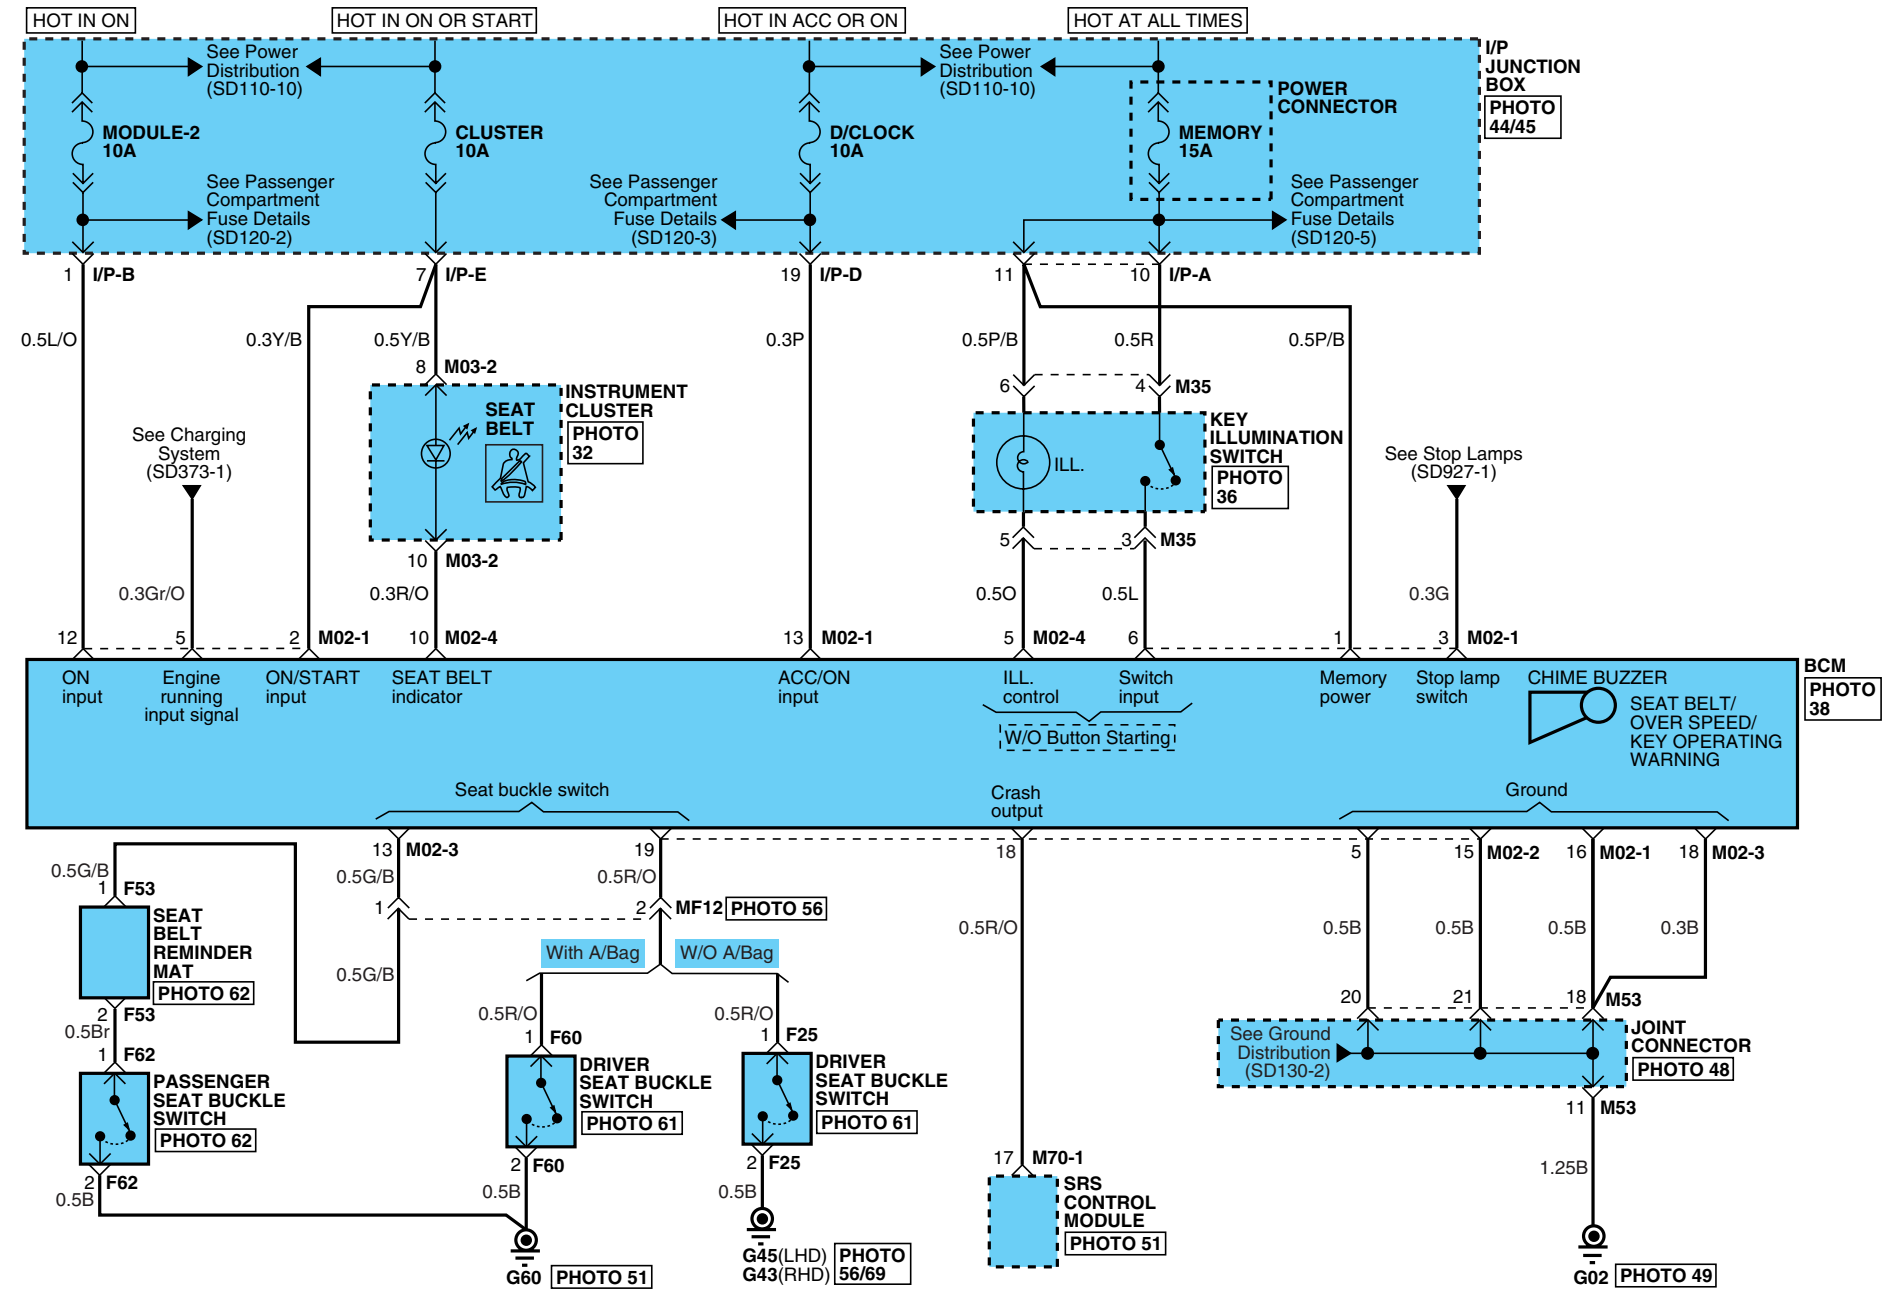 HOT IN ON
HOT IN ON OR START
HOT IN ACC OR ON
HOT AT ALL TIMES
See Power
Distribution
(SD110-10)
See Power
Distribution
(SD110-10)
I/P
JUNCTION
BOX
PHOTO
44/45
POWER
CONNECTOR
MODULE-2
10A
CLUSTER
10A
D/CLOCK
10A
MEMORY
15A
See Passenger
Compartment
Fuse Details
(SD120-2)
See Passenger
Compartment
Fuse Details
(SD120-3)
See Passenger
Compartment
Fuse Details
(SD120-5)
1 I/P-B
7 I/P-E
19 I/P-D
11
10 I/P-A
0.5L/O
0.3Y/B
0.5Y/B
0.3P
0.5P/B
0.5R
0.5P/B
8 M03-2
6
4 M35
INSTRUMENT
CLUSTER
PHOTO
32
SEAT
BELT
KEY
ILLUMINATION
SWITCH
PHOTO
36
ILL.
See Charging
System
(SD373-1)
See Stop Lamps
(SD927-1)
10 M03-2
5
3 M35
0.3Gr/O
0.3R/O
0.5O
0.5L
0.3G
12
5
2 M02-1
10 M02-4
13 M02-1
5 M02-4
6
1
3 M02-1
BCM
PHOTO
38
ON
input
Engine
running
input signal
ON/START
input
SEAT BELT
indicator
ACC/ON
input
ILL.
control
Switch
input
W/O Button Starting
Memory
power
Stop lamp
switch
CHIME BUZZER
SEAT BELT/
OVER SPEED/
KEY OPERATING
WARNING
Seat buckle switch
Crash
output
Ground
13 M02-3
19
18
5
15 M02-2
16 M02-1
18 M02-3
0.5G/B
0.5G/B
0.5R/O
1 F53
1
2 MF12 PHOTO 56
SEAT
BELT
REMINDER
MAT
PHOTO 62
With A/Bag
W/O A/Bag
0.5G/B
0.5R/O
0.5B
0.5B
0.5B
0.3B
2 F53
0.5Br
1 F62
0.5R/O
0.5R/O
1 F60
1 F25
20
21
18 M53
PASSENGER
SEAT BUCKLE
SWITCH
PHOTO 62
DRIVER
SEAT BUCKLE
SWITCH
PHOTO 61
DRIVER
SEAT BUCKLE
SWITCH
PHOTO 61
See Ground
Distribution
(SD130-2)
JOINT
CONNECTOR
PHOTO 48
11 M53
2 F62
0.5B
2 F60
0.5B
2 F25
0.5B
17 M70-1
SRS
CONTROL
MODULE
PHOTO 51
1.25B
G60 PHOTO 51
G45(LHD)
G43(RHD)
PHOTO
56/69
G02 PHOTO 49